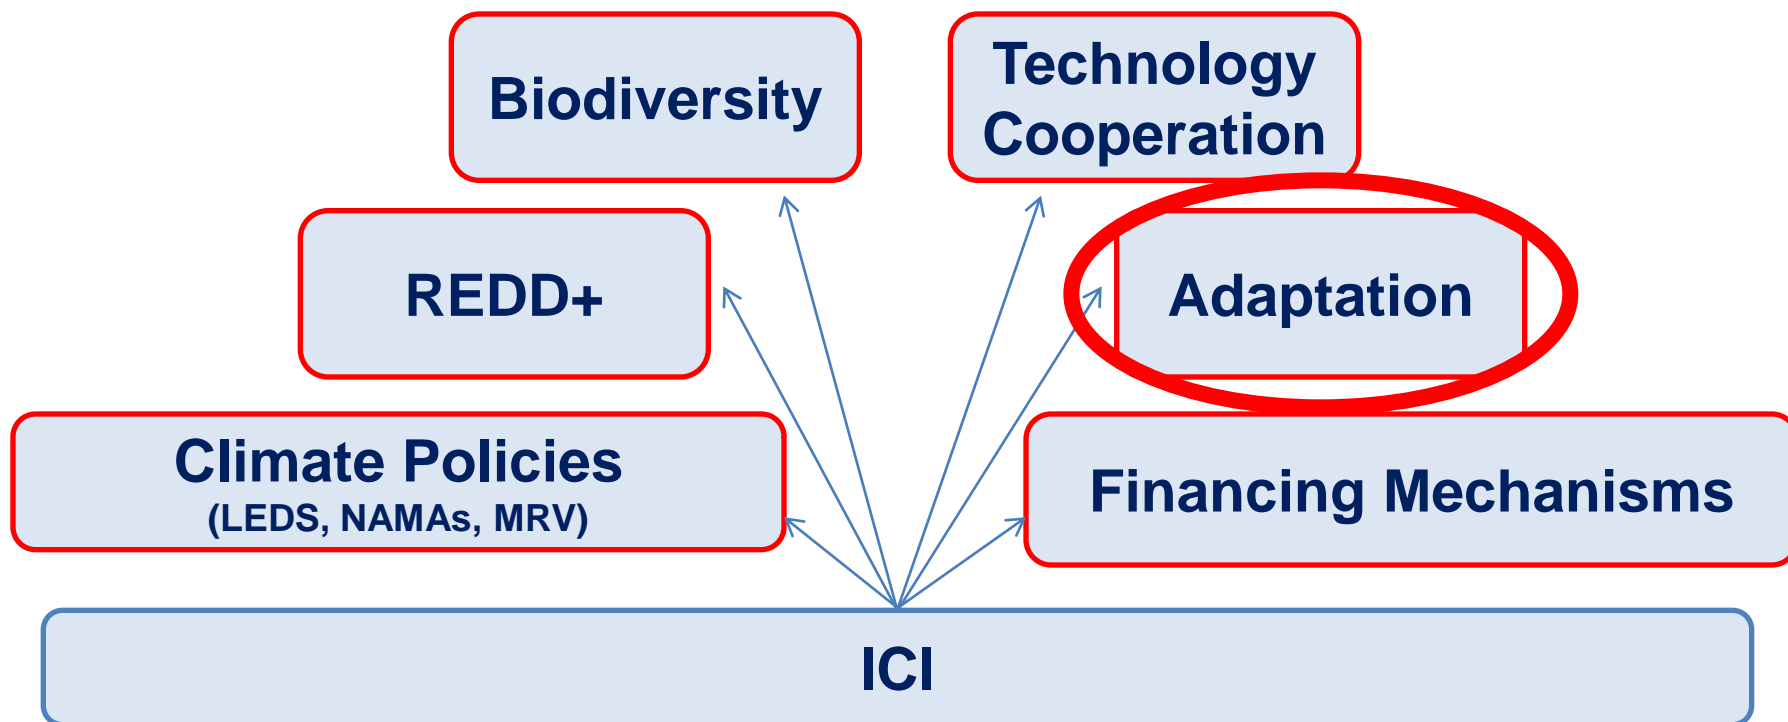 Biodiversity
Technology
Cooperation
REDD+
Adaptation
Climate Policies
(LEDS, NAMAs, MRV)
Financing Mechanisms
ICI